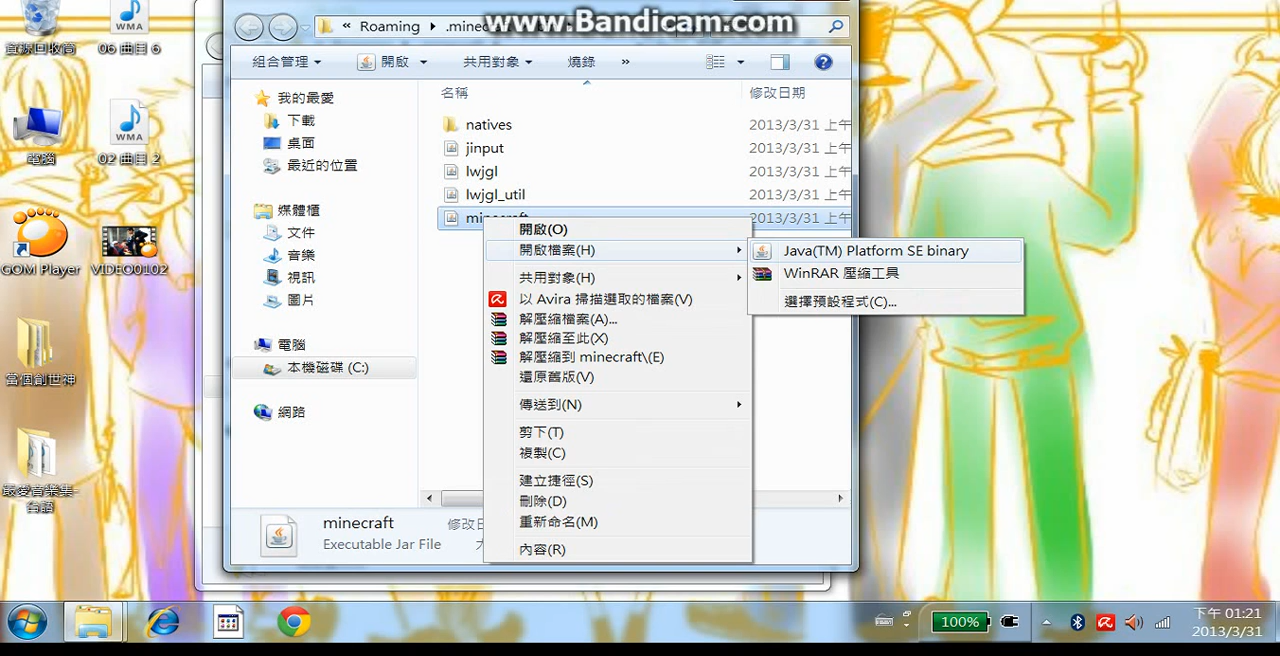 www.Bandicam.com
資源回收筒
06 曲目 6
電腦
02 曲目 2
GOM Player
VIDEO0102
當個創世神
最愛音樂集-
台語
« Roaming
組合管理
開啟
共用對象
燒錄
»
我的最愛
下載
桌面
最近的位置
媒體櫃
文件
音樂
視訊
圖片
電腦
本機磁碟 (C:)
網路
名稱
修改日期
natives
2013/3/31 上午
jinput
2013/3/31 上午
lwjgl
2013/3/31 上午
lwjgl_util
2013/3/31 上午
minecraft
2013/3/31 上午
開啟(O)
開啟檔案(H)
共用對象(H)
以 Avira 掃描選取的檔案(V)
解壓縮檔案(A)...
解壓縮至此(X)
解壓縮到 minecraft\(E)
還原舊版(V)
傳送到(N)
剪下(T)
複製(C)
建立捷徑(S)
刪除(D)
重新命名(M)
內容(R)
Java(TM) Platform SE binary
WinRAR 壓縮工具
選擇預設程式(C)...
minecraft
Executable Jar File
100%
下午 01:21
2013/3/31